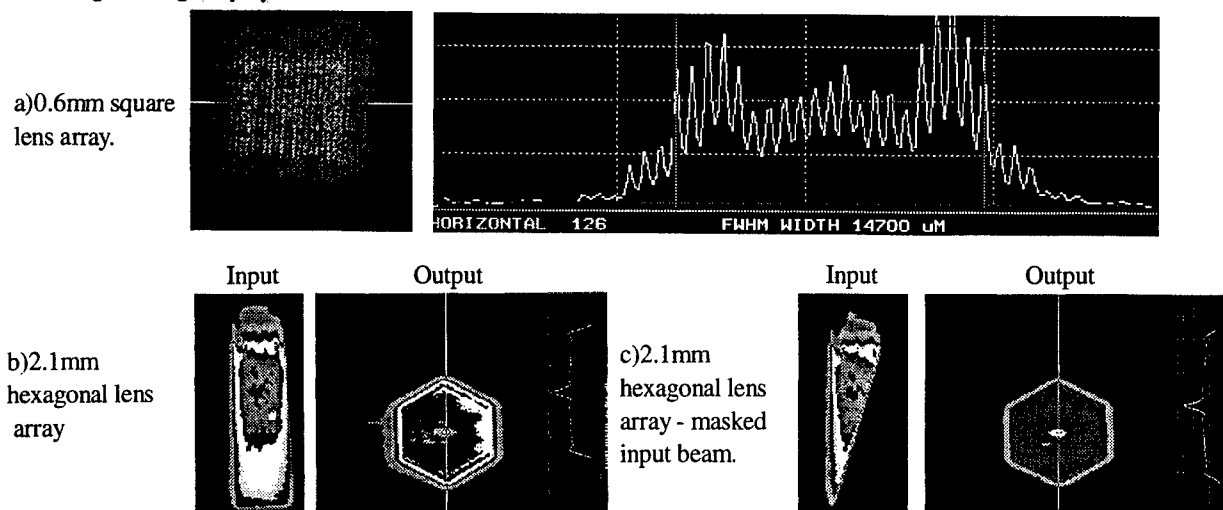 a)0.6mm square
lens array.
HORIZONTAL 126 FWHM WIDTH 14700 uM
Input Output
Input Output
b)2.1mm
hexagonal lens
array
c)2.1mm
hexagonal lens
array - masked
input beam.